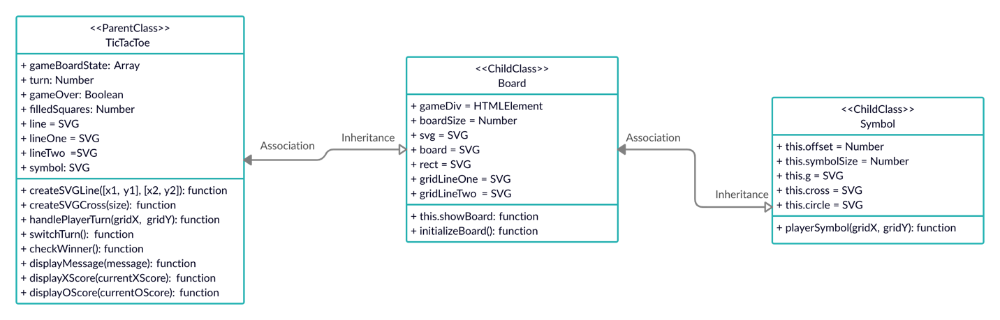 <<ParentClass>>
TicTacToe
+ gameBoardState: Array
+ turn: Number
+ gameOver: Boolean
+ filledSquares: Number
+ line = SVG
+ lineOne = SVG
+ lineTwo =SVG
+ symbol: SVG
+ createSVGLine([x1, y1], [x2, y2]): function
+ createSVGCross(size): function
+ handlePlayerTurn(gridX, gridY): function
+ switchTurn(): function
+ checkWinner(): function
+ displayMessage(message): function
+ displayXScore(currentXScore): function
+ displayOScore(currentOScore): function
Association
Inheritance
<<ChildClass>>
Board
+ gameDiv = HTMLElement
+ boardSize = Number
+ svg = SVG
+ board = SVG
+ rect = SVG
+ gridLineOne = SVG
+ gridLineTwo = SVG
+ this.showBoard: function
+ initializeBoard(): function
Association
Inheritance
<<ChildClass>>
Symbol
+ this.offset = Number
+ this.symbolSize = Number
+ this.g = SVG
+ this.cross = SVG
+ this.circle = SVG
+ playerSymbol(gridX, gridY): function